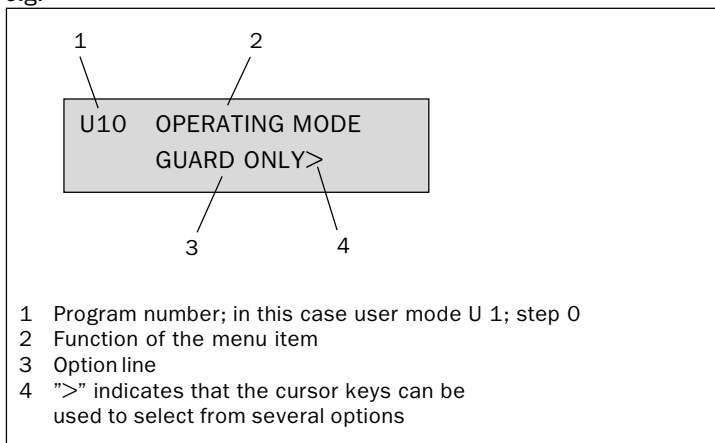 1 2
U10 OPERATING MODE
GUARD ONLY>
3 4
1 Program number; in this case user mode U 1; step 0
2 Function of the menu item
3 Option line
4 ”>” indicates that the cursor keys can be
used to select from several options